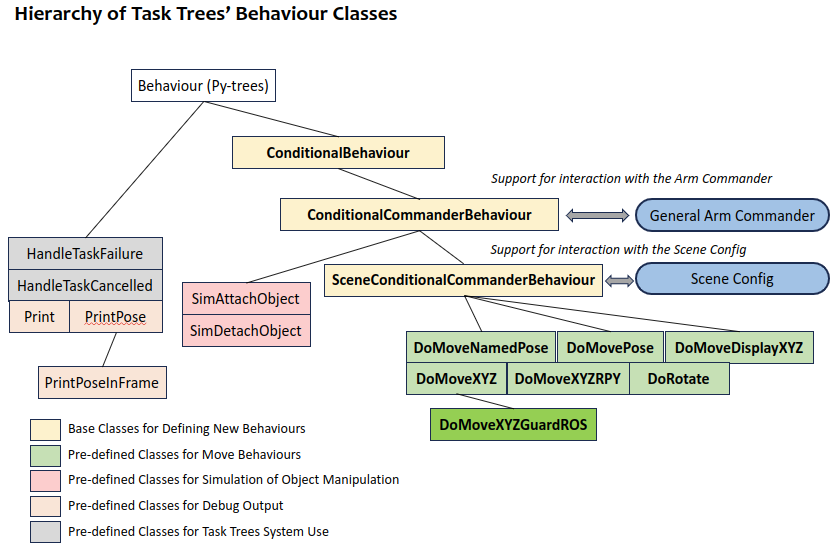 Hierarchy of Task Trees’ Behaviour Classes
Behaviour (Py-trees)
ConditionalBehaviour
Support for interaction with the Arm Commander
ConditionalCommanderBehaviour
General Arm Commander
Support for interaction with the Scene Config
HandleTaskFailure
SceneConditionalCommanderBehaviour
Scene Config
HandleTaskCancelled
SimAttachObject
Print
PrintPose
SimDetachObject
DoMoveNamedPose
DoMovePose
DoMoveDisplayXYZ
PrintPoseInFrame
DoMoveXYZ
DoMoveXYZRPY
DoRotate
DoMoveXYZGuardROS
Base Classes for Defining New Behaviours
Pre-defined Classes for Move Behaviours
Pre-defined Classes for Simulation of Object Manipulation
Pre-defined Classes for Debug Output
Pre-defined Classes for Task Trees System Use